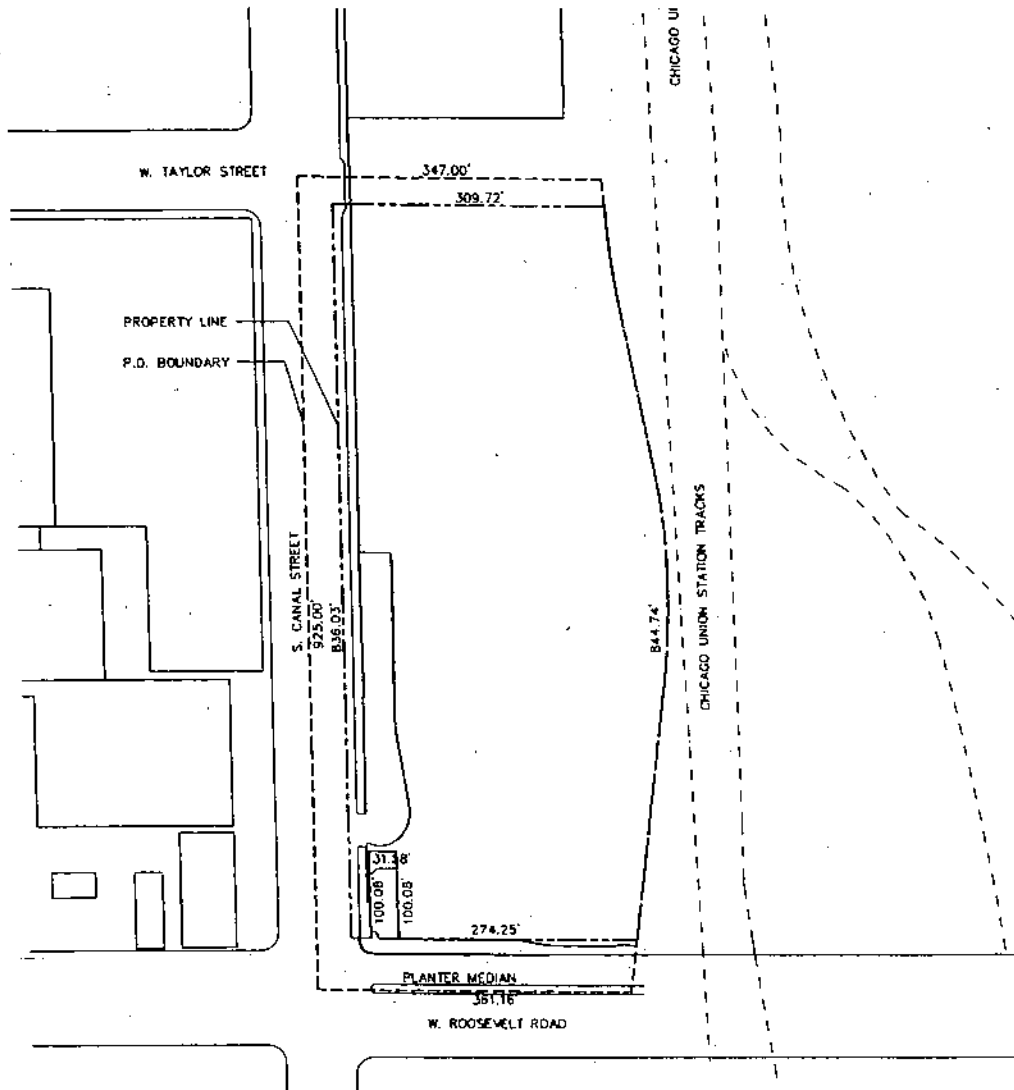 CHICAGO U
W. TAYLOR STREET
347.00'
309.72'
PROPERTY LINE
P.D. BOUNDARY
S. CANAL STREET
925.00'
836.03'
844.74'
CHICAGO UNION STATION TRACKS
31.38'
100.08'
100.08'
274.25'
PLANTER MEDIAN
361.16'
W. ROOSEVELT ROAD